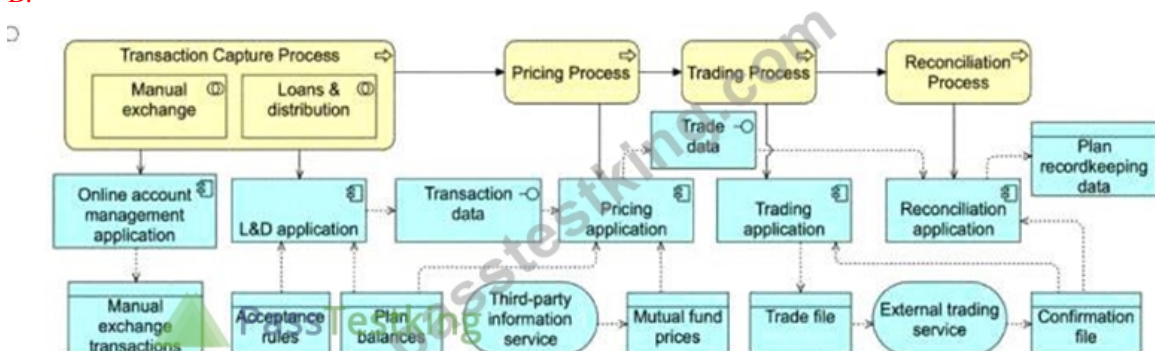 Transaction Capture Process
Manual
exchange
Loans &
distribution
Pricing Process
Trading Process
Reconciliation
Process
Trade
data
Plan
recordkeeping
data
Online account
management
application
L&D application
Transaction
data
Pricing
application
Trading
application
Reconciliation
application
Manual
exchange
transactions
Acceptance
rules
Plan
balances
Third-party
information
service
Mutual fund
prices
Trade file
External trading
service
Confirmation
file
PassTestking
passtestking.com